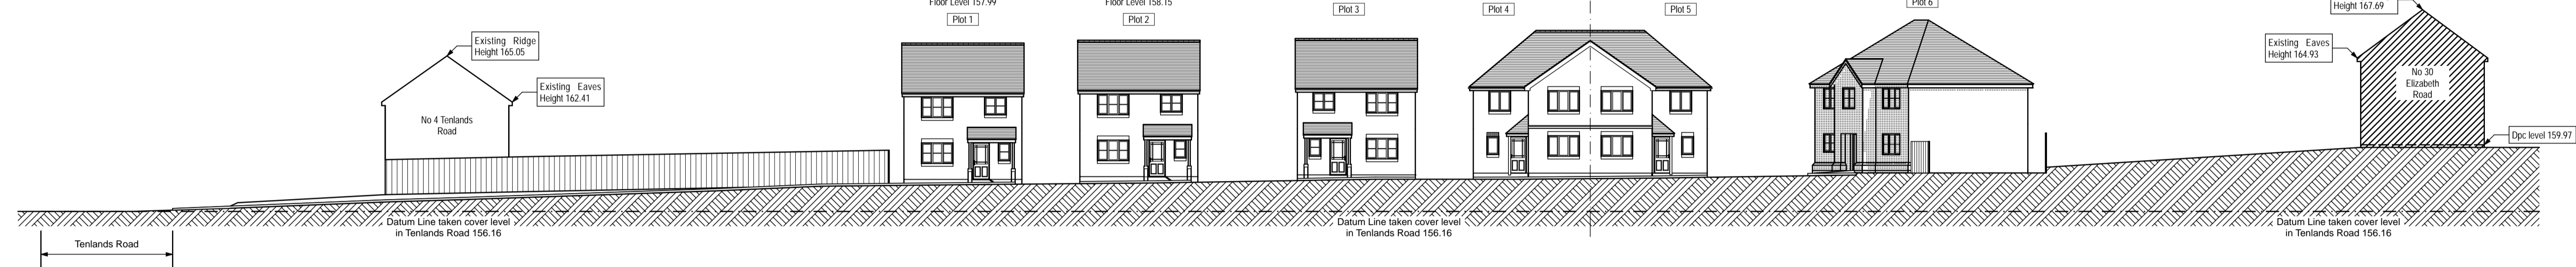 Floor Level 157.99
Plot 1
Floor Level 158.15
Plot 2
Plot 3
Plot 4
Plot 5
Plot 6
Height 167.69
Existing Ridge
Height 165.05
Existing Eaves
Height 162.41
No 4 Tenlands
Road
Existing Eaves
Height 164.93
No 30
Elizabeth
Road
Dpc level 159.97
Datum Line taken cover level
in Tenlands Road 156.16
Datum Line taken cover level
in Tenlands Road 156.16
Datum Line taken cover level
in Tenlands Road 156.16
Tenlands Road